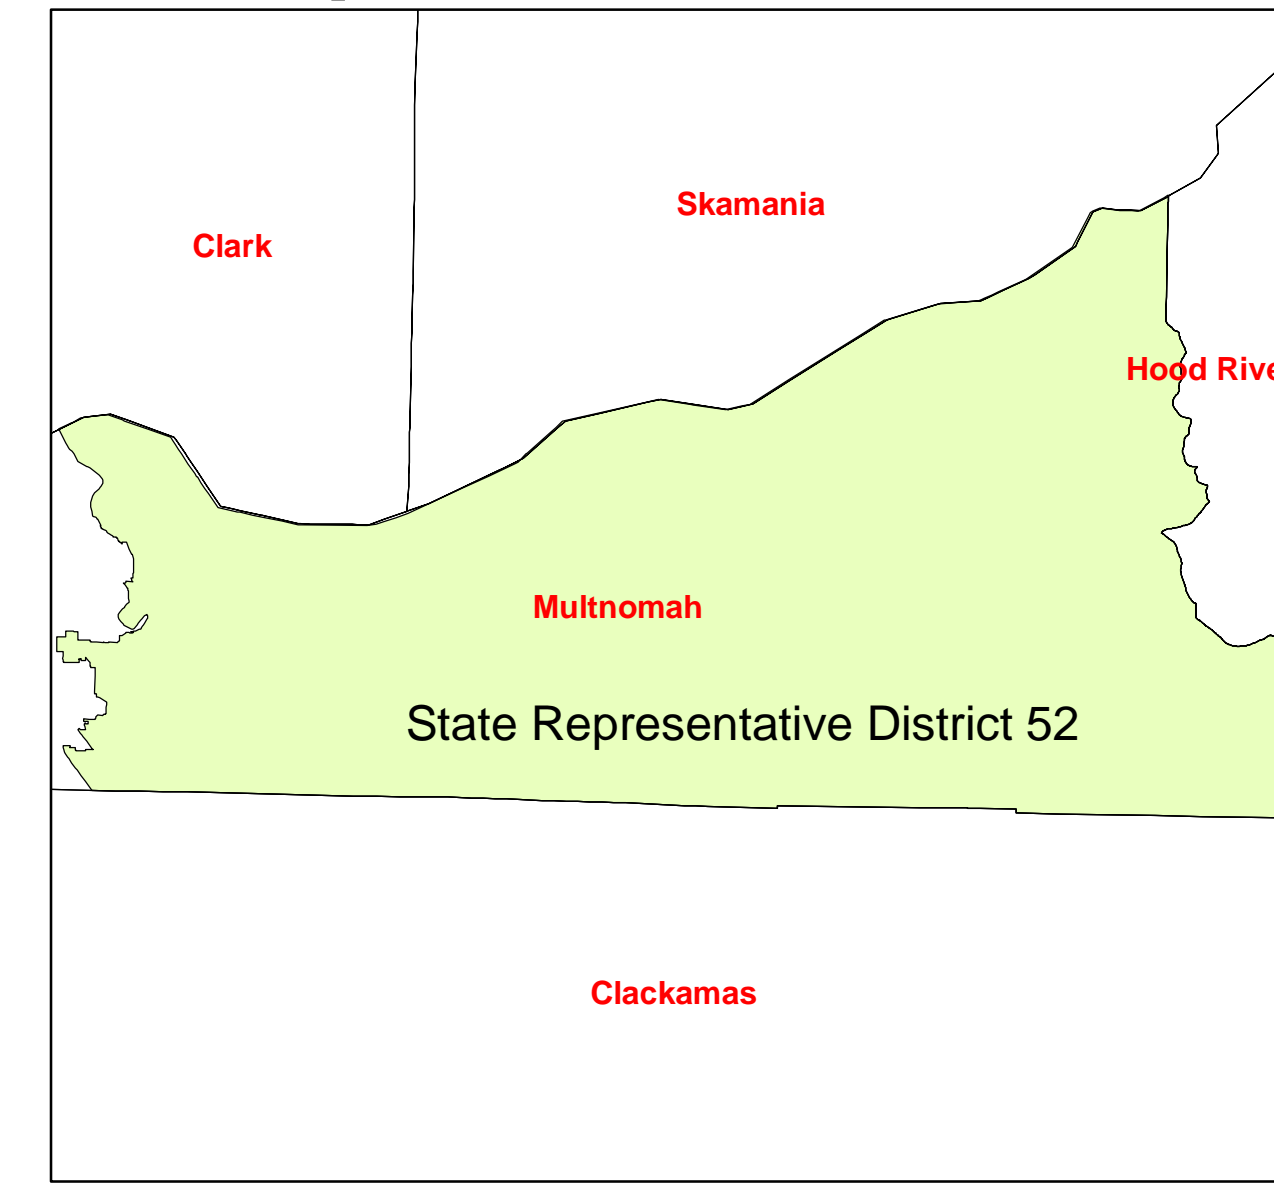 Skamania
Clark
Hood Rive
Multnomah
State Representative District 52
Clackamas